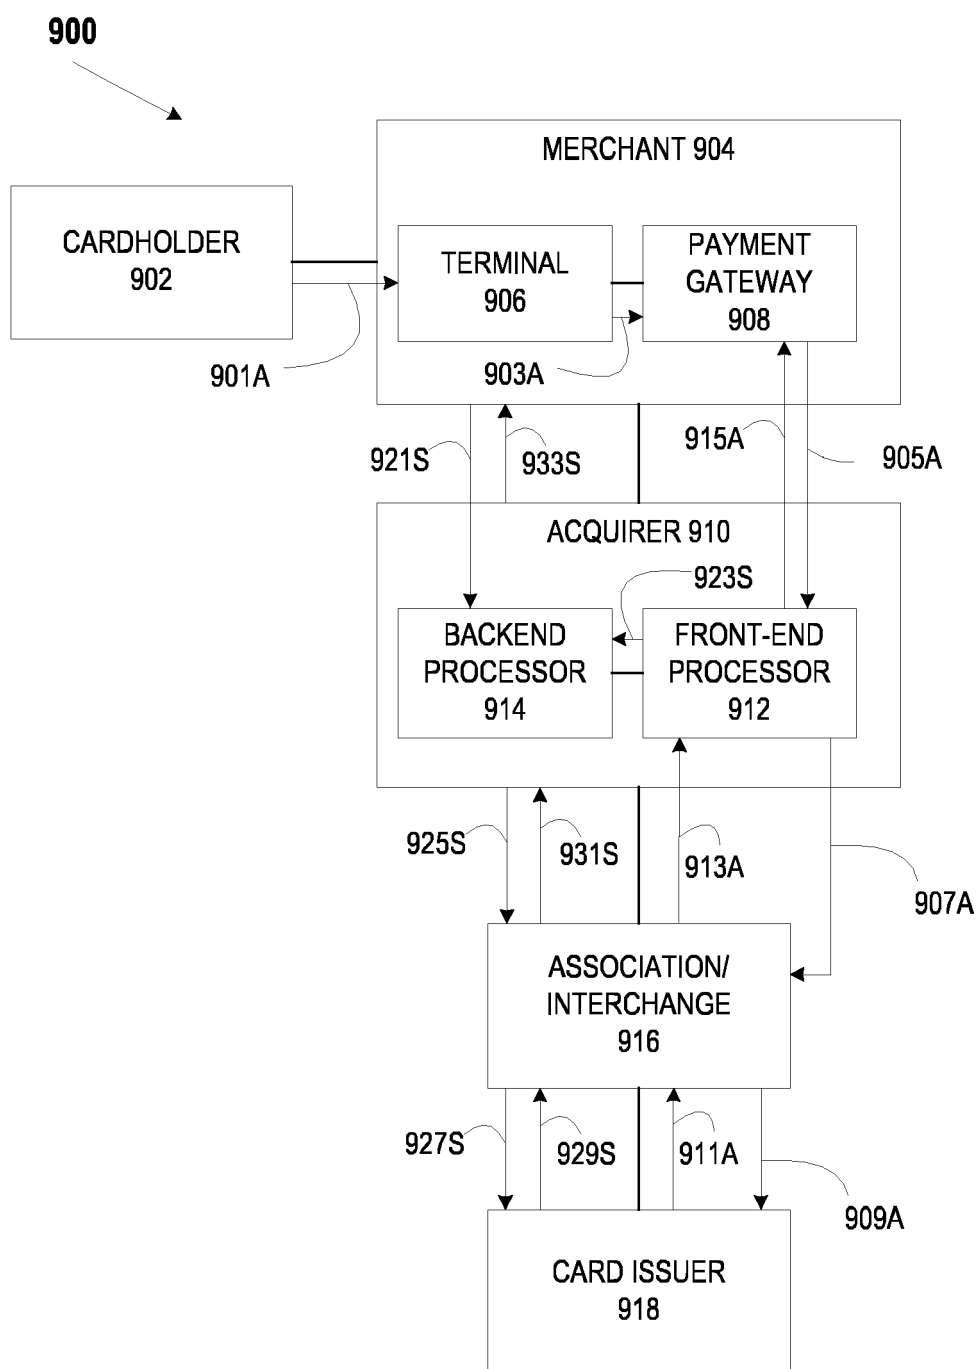 900
MERCHANT 904
CARDHOLDER
902
TERMINAL
906
PAYMENT
GATEWAY
908
901A
903A
921S
933S
915A
905A
ACQUIRER 910
923S
BACKEND
PROCESSOR
914
FRONT-END
PROCESSOR
912
925S
931S
913A
907A
ASSOCIATION/
INTERCHANGE
916
927S
929S
911A
909A
CARD ISSUER
918